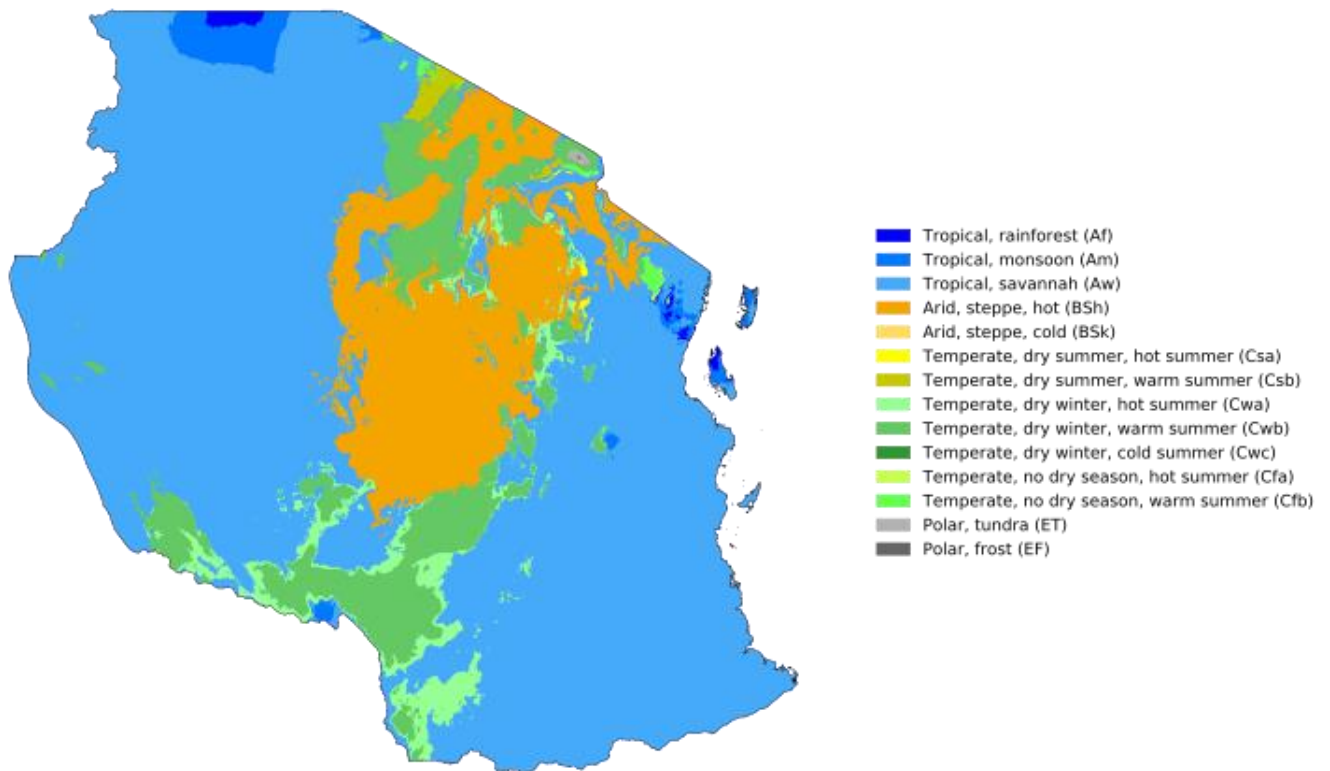 Tropical, rainforest (Af)
Tropical, monsoon (Am)
Tropical, savannah (Aw)
Arid, steppe, hot (BSh)
Arid, steppe, cold (BSk)
Temperate, dry summer, hot summer (Csa)
Temperate, dry summer, warm summer (Csb)
Temperate, dry winter, hot summer (Cwa)
Temperate, dry winter, warm summer (Cwb)
Temperate, dry winter, cold summer (Cwc)
Temperate, no dry season, hot summer (Cfa)
Temperate, no dry season, warm summer (Cfb)
Polar, tundra (ET)
Polar, frost (EF)